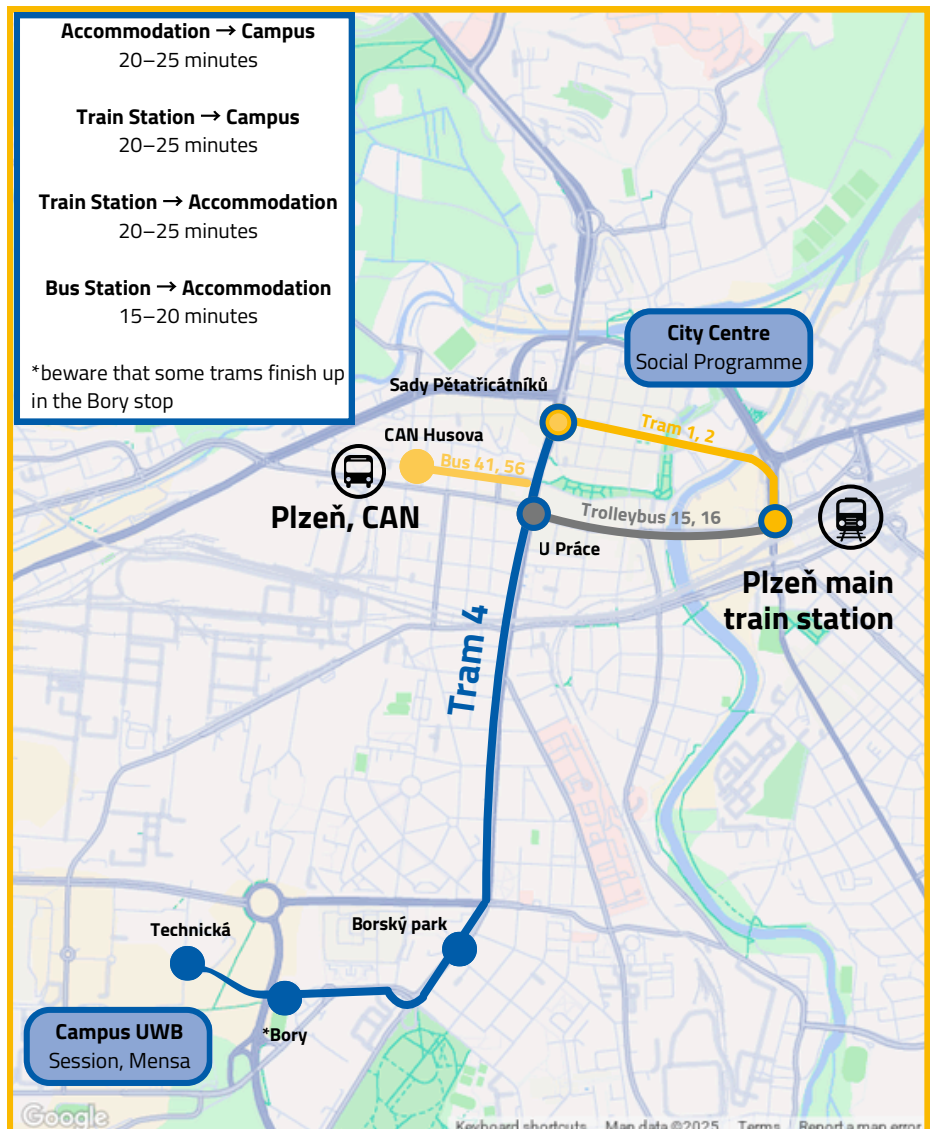 Accommodation → Campus
20–25 minutes
Train Station → Campus
20–25 minutes
Train Station → Accommodation
20–25 minutes
Bus Station → Accommodation
15–20 minutes
*beware that some trams finish up
in the Bory stop
City Centre
Social Programme
Sady Pětatřicátníků
Tram 1, 2
CAN Husova
Bus 41, 56
Plzeň, CAN
Trolleybus 15, 16
U Práce
Plzeň main
train station
Tram 4
Technická
Borský park
*Bory
Campus UWB
Session, Mensa
Google
Keyboard shortcuts Map data ©2025 Terms Report a map error